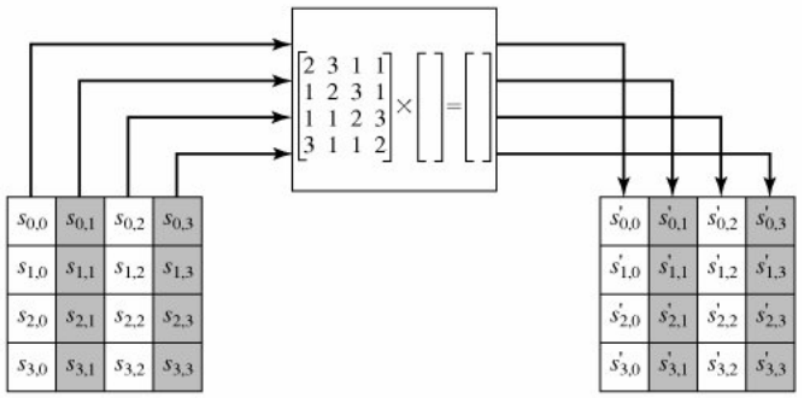 2 3 1 1
1 2 3 1
1 1 2 3
3 1 1 2
× =
s0,0 s0,1 s0,2 s0,3
s1,0 s1,1 s1,2 s1,3
s2,0 s2,1 s2,2 s2,3
s3,0 s3,1 s3,2 s3,3
s'0,0 s'0,1 s'0,2 s'0,3
s'1,0 s'1,1 s'1,2 s'1,3
s'2,0 s'2,1 s'2,2 s'2,3
s'3,0 s'3,1 s'3,2 s'3,3